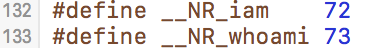 132 #define __NR_iam 72
133 #define __NR_whoami 73